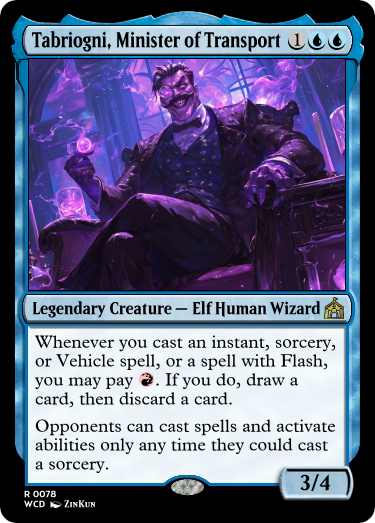 Tabriogni, Minister of Transport 1
Legendary Creature — Elf Human Wizard
Whenever you cast an instant, sorcery,
or Vehicle spell, or a spell with Flash,
you may pay . If you do, draw a
card, then discard a card.
Opponents can cast spells and activate
abilities only any time they could cast
a sorcery.
3/4
R 0078
WCD ZINKUN